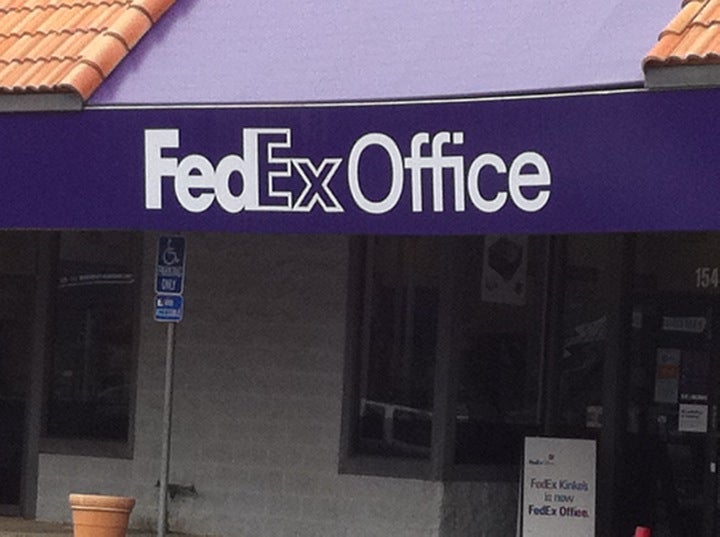 FedEx Office
PARKING
ONLY
154
FedEx Kinko's
is now
FedEx Office.